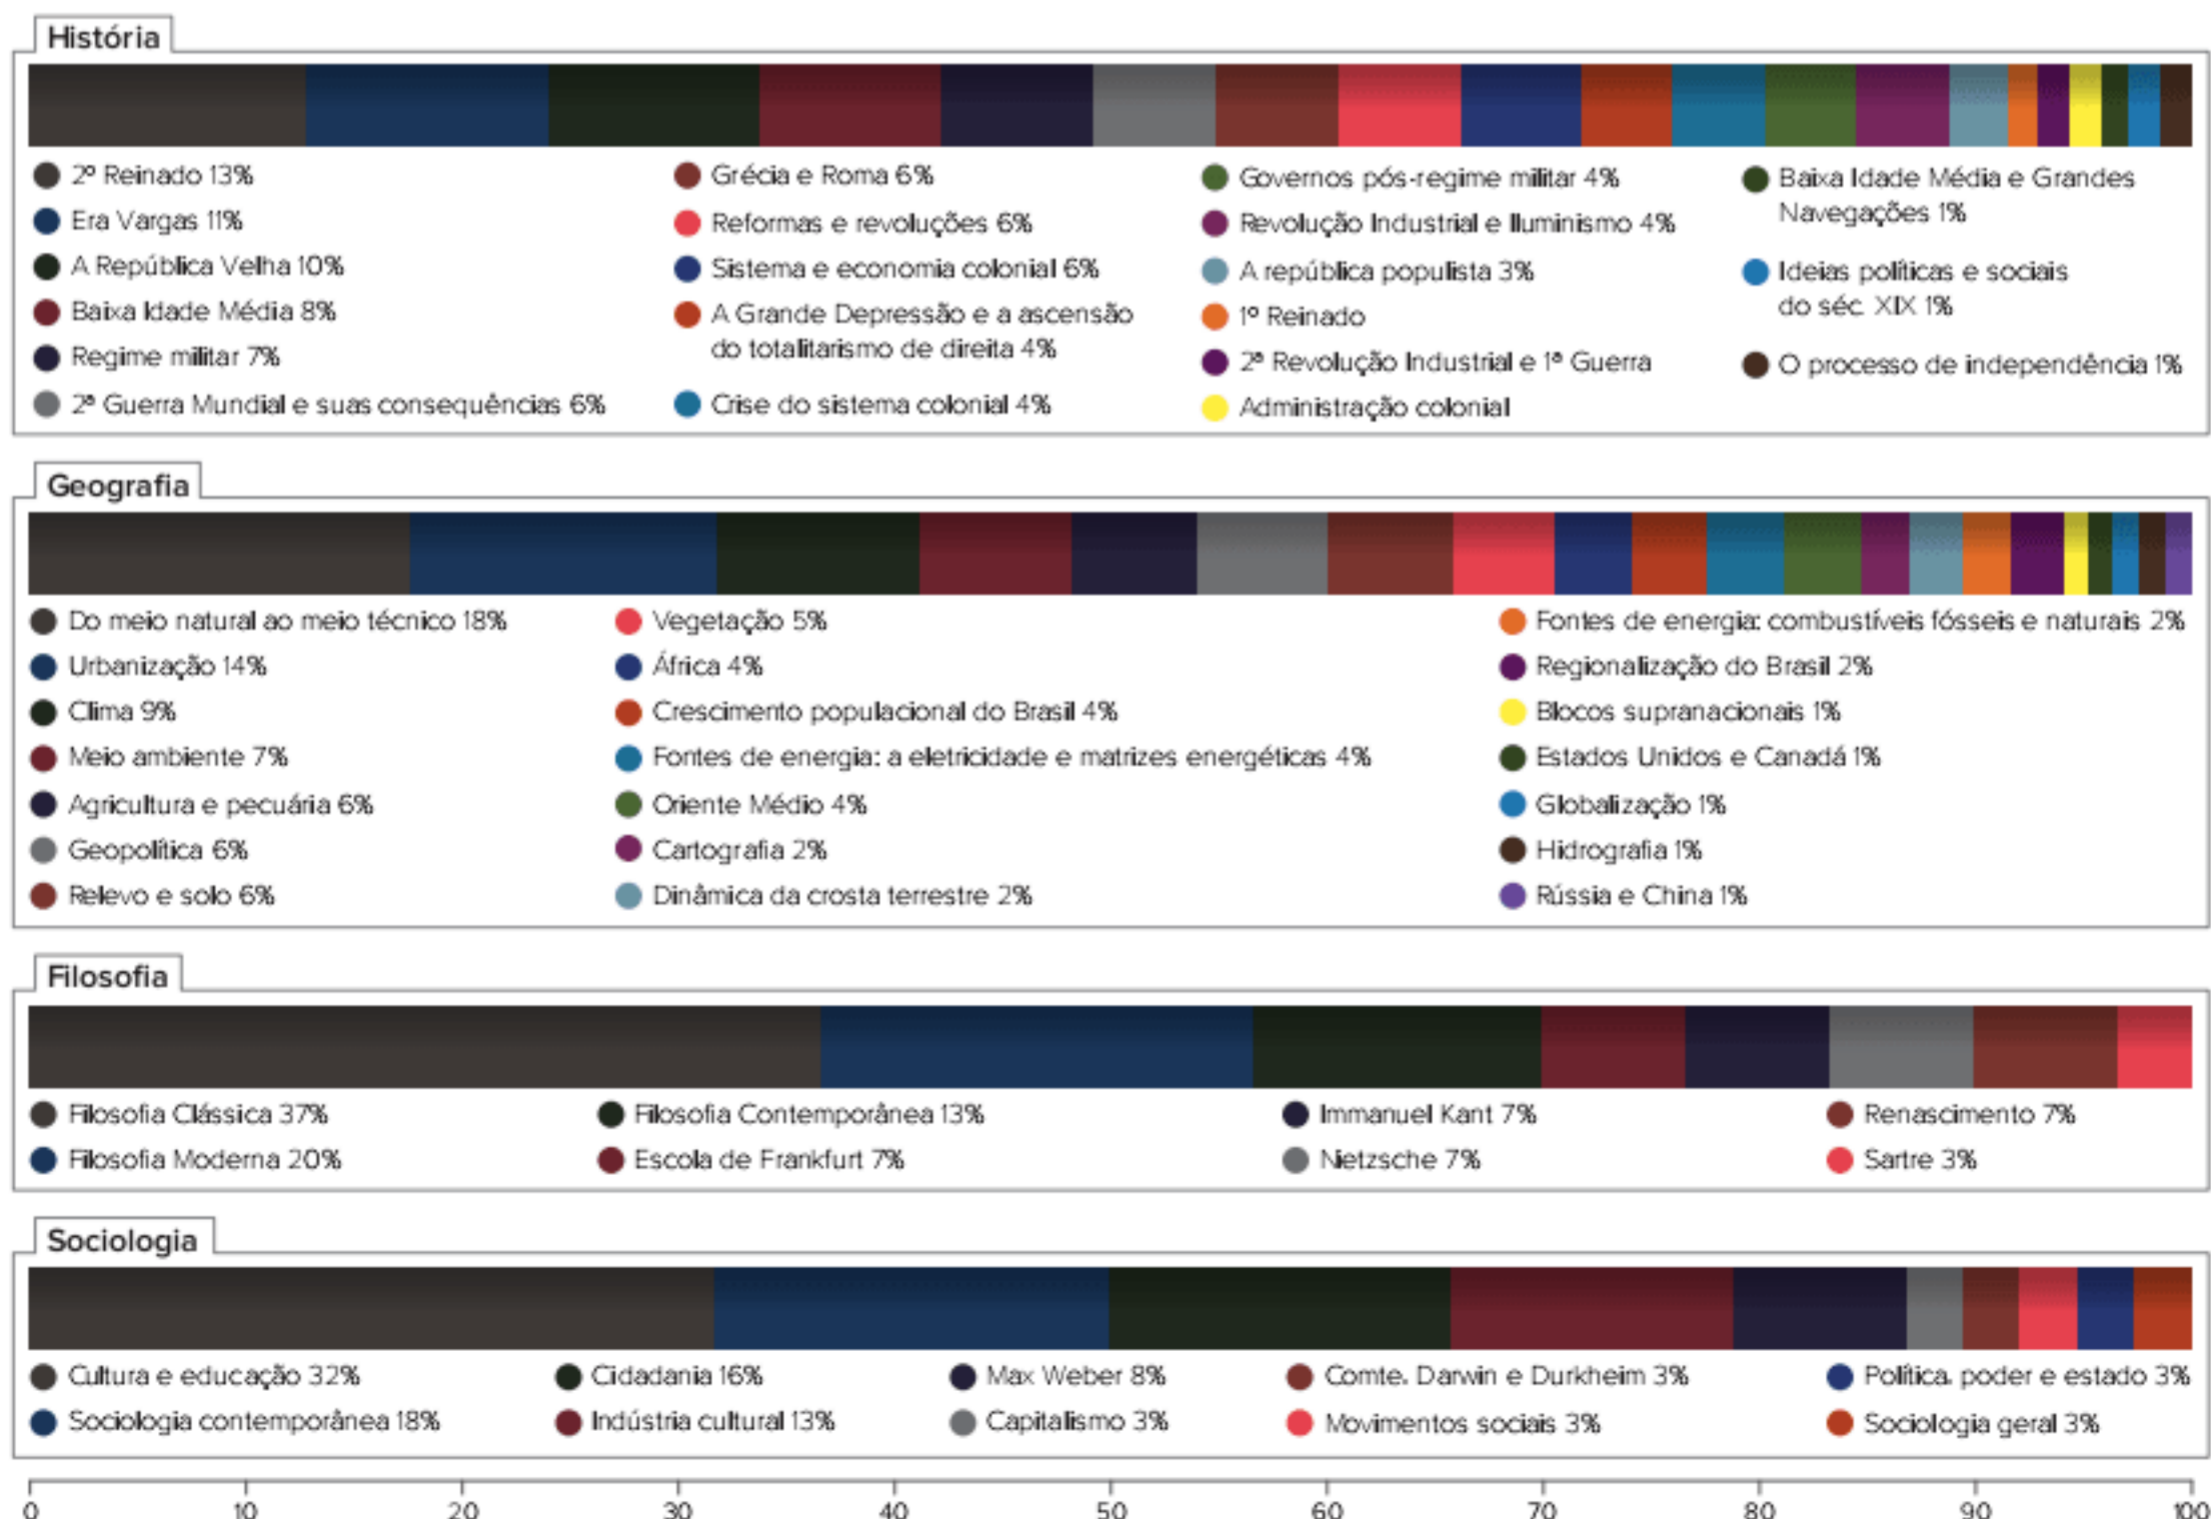 História
2º Reinado 13%
Era Vargas 11%
A República Velha 10%
Baixa Idade Média 8%
Regime militar 7%
2ª Guerra Mundial e suas consequências 6%
Grécia e Roma 6%
Reformas e revoluções 6%
Sistema e economia colonial 6%
A Grande Depressão e a ascensão
do totalitarismo de direita 4%
Crise do sistema colonial 4%
Governos pós-regime militar 4%
Revolução Industrial e Iluminismo 4%
A república populista 3%
1º Reinado
2ª Revolução Industrial e 1ª Guerra
Administração colonial
Baixa Idade Média e Grandes
Navegações 1%
Ideias políticas e sociais
do séc. XIX 1%
O processo de independência 1%
Geografia
Do meio natural ao meio técnico 18%
Urbanização 14%
Clima 9%
Meio ambiente 7%
Agricultura e pecuária 6%
Geopolítica 6%
Relevo e solo 6%
Vegetação 5%
África 4%
Crescimento populacional do Brasil 4%
Fontes de energia: a eletricidade e matrizes energéticas 4%
Oriente Médio 4%
Cartografia 2%
Dinâmica da crosta terrestre 2%
Fontes de energia: combustíveis fósseis e naturais 2%
Regionalização do Brasil 2%
Blocos supranacionais 1%
Estados Unidos e Canadá 1%
Globalização 1%
Hidrografia 1%
Rússia e China 1%
Filosofia
Filosofia Clássica 37%
Filosofia Moderna 20%
Filosofia Contemporânea 13%
Escola de Frankfurt 7%
Immanuel Kant 7%
Nietzsche 7%
Renascimento 7%
Sartre 3%
Sociologia
Cultura e educação 32%
Sociologia contemporânea 18%
Cidadania 16%
Indústria cultural 13%
Max Weber 8%
Capitalismo 3%
Comte, Darwin e Durkheim 3%
Movimentos sociais 3%
Política, poder e estado 3%
Sociologia geral 3%
0 10 20 30 40 50 60 70 80 90 100